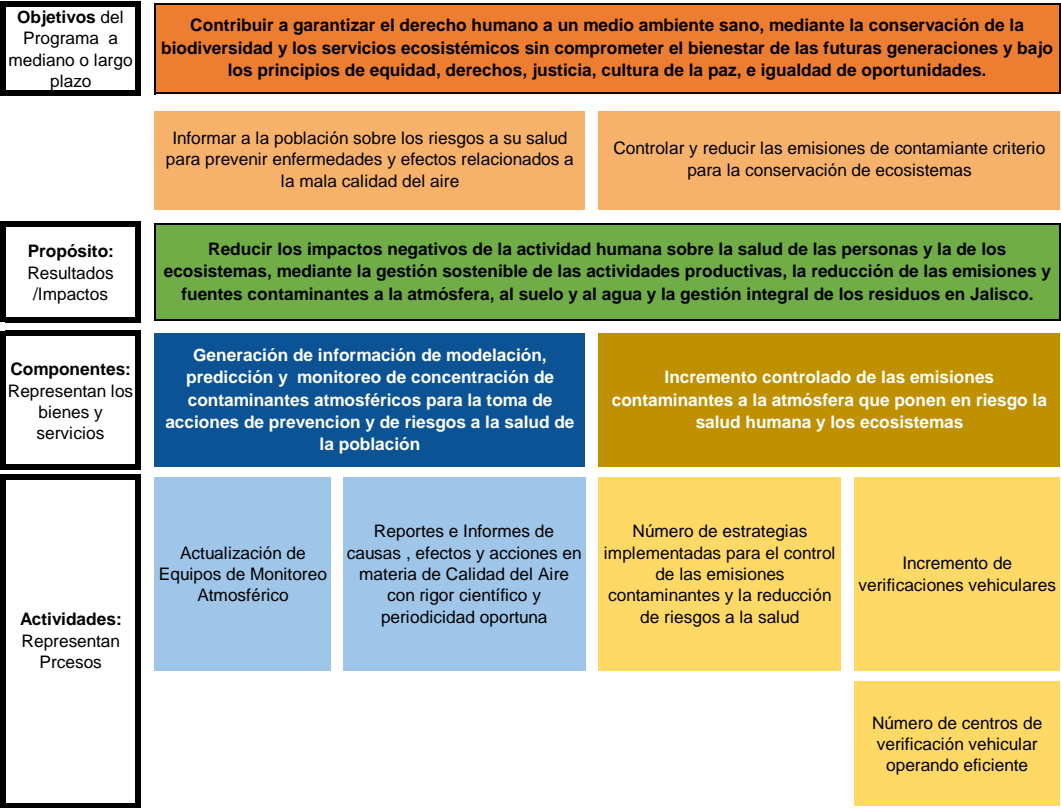 Objetivos del
Programa a
mediano o largo
plazo
Contribuir a garantizar el derecho humano a un medio ambiente sano, mediante la conservación de la
biodiversidad y los servicios ecosistémicos sin comprometer el bienestar de las futuras generaciones y bajo
los principios de equidad, derechos, justicia, cultura de la paz, e igualdad de oportunidades.
Informar a la población sobre los riesgos a su salud
para prevenir enfermedades y efectos relacionados a
la mala calidad del aire
Controlar y reducir las emisiones de contamiante criterio
para la conservación de ecosistemas
Propósito:
Resultados
/Impactos
Reducir los impactos negativos de la actividad humana sobre la salud de las personas y la de los
ecosistemas, mediante la gestión sostenible de las actividades productivas, la reducción de las emisiones y
fuentes contaminantes a la atmósfera, al suelo y al agua y la gestión integral de los residuos en Jalisco.
Componentes:
Representan los
bienes y
servicios
Generación de información de modelación,
predicción y monitoreo de concentración de
contaminantes atmosféricos para la toma de
acciones de prevencion y de riesgos a la salud de
la población
Incremento controlado de las emisiones
contaminantes a la atmósfera que ponen en riesgo la
salud humana y los ecosistemas
Actividades:
Representan
Prcesos
Actualización de
Equipos de Monitoreo
Atmosférico
Reportes e Informes de
causas , efectos y acciones en
materia de Calidad del Aire
con rigor científico y
periodicidad oportuna
Número de estrategias
implementadas para el control
de las emisiones
contaminantes y la reducción
de riesgos a la salud
Incremento de
verificaciones vehiculares
Número de centros de
verificación vehicular
operando eficiente